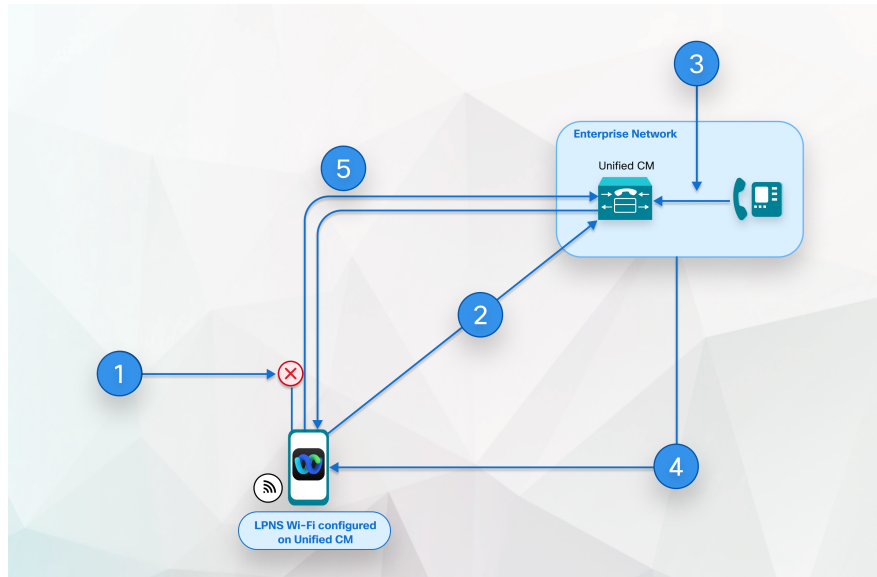 3
Enterprise Network
Unified CM
5
2
1
4
LPNS Wi-Fi configured
on Unified CM